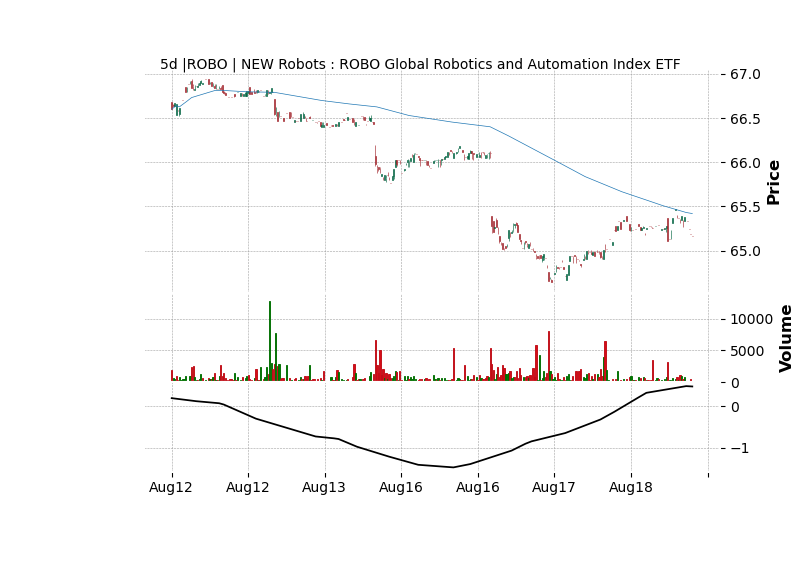 5d |ROBO | NEW Robots : ROBO Global Robotics and Automation Index ETF
67.0
66.5
66.0
65.5
65.0
Price
10000
5000
0
Volume
0
−1
Aug12 Aug12 Aug13 Aug16 Aug16 Aug17 Aug18